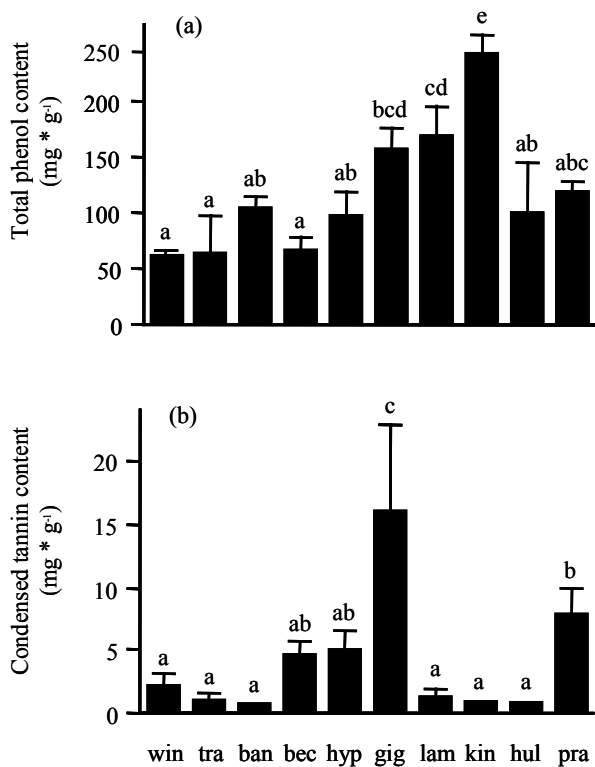 (a)
Total phenol content
(mg * g-1)
250
200
150
100
50
0
a
a
ab
a
ab
bcd
cd
e
ab
abc
(b)
Condensed tannin content
(mg * g-1)
20
15
10
5
0
a
a
a
ab
ab
c
a
a
a
b
win tra ban bec hyp gig lam kin hul pra